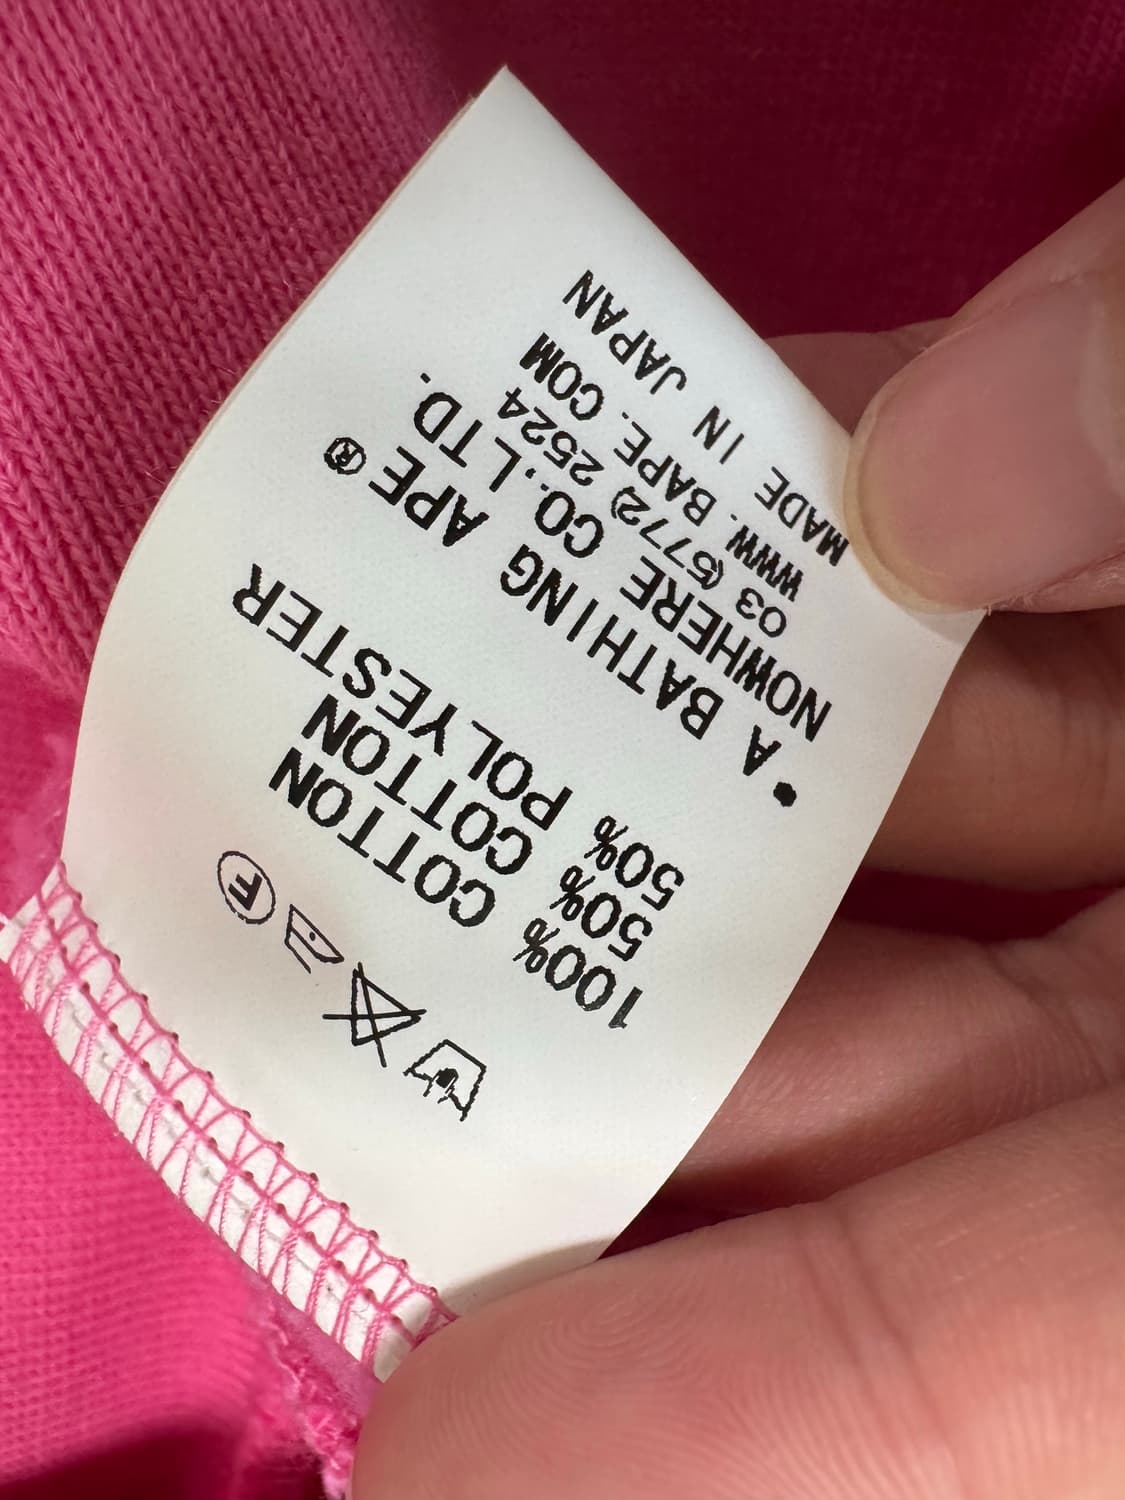 F
100% COTTON
50% COTTON
50% POLYESTER
• A BATHING APE®
NOWHERE CO.,LTD.
03 (5772) 2524
WWW. BAPE. COM
MADE IN JAPAN